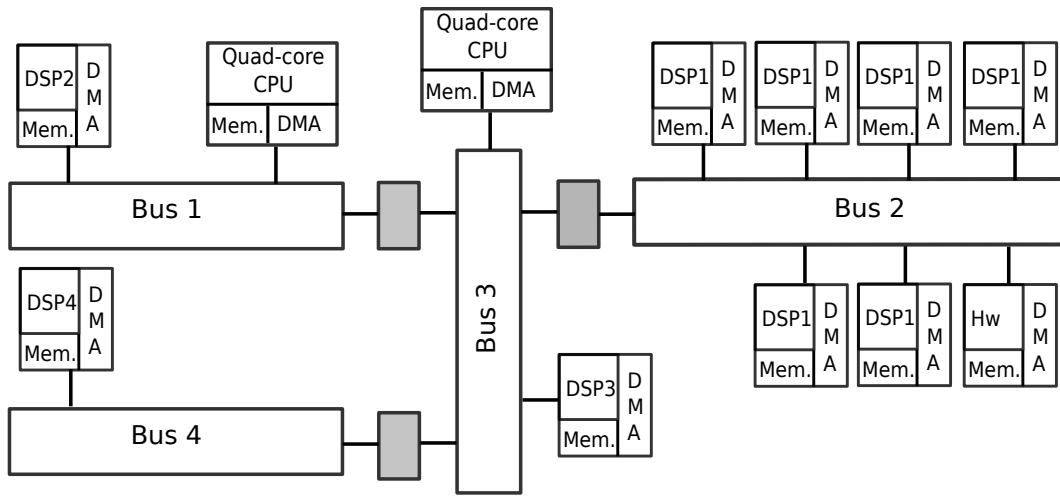 DSP2
D
M
A
Mem.
Quad-core
CPU
Mem.
DMA
Quad-core
CPU
Mem.
DMA
DSP1
D
M
A
Mem.
DSP1
D
M
A
Mem.
DSP1
D
M
A
Mem.
DSP1
D
M
A
Mem.
Bus 1
Bus 2
Bus 3
DSP4
D
M
A
Mem.
DSP1
D
M
A
Mem.
DSP1
D
M
A
Mem.
Hw
D
M
A
Mem.
DSP3
D
M
A
Mem.
Bus 4